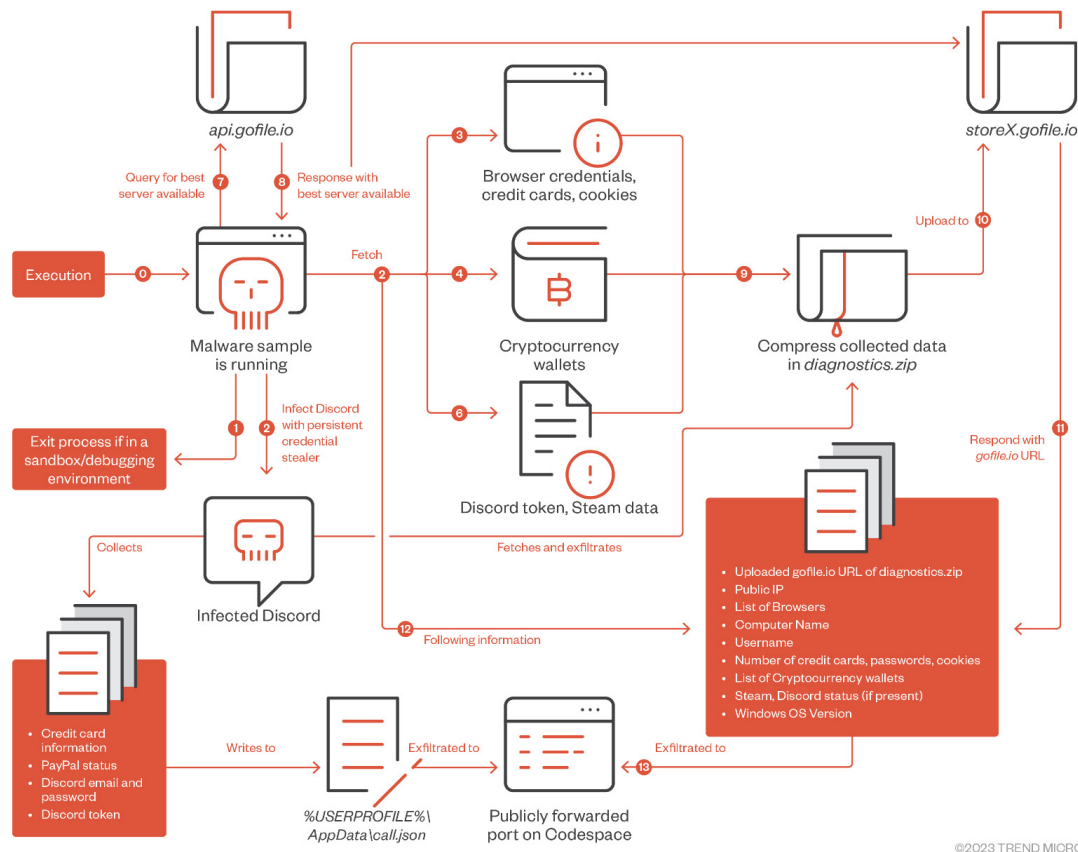 api.gofile.io
storeX.gofile.io
Query for best
server available
7
8
Response with
best server available
3
Browser credentials,
credit cards, cookies
Upload to
10
Execution
0
Fetch
2
4
9
Malware sample
is running
Cryptocurrency
wallets
Compress collected data
in diagnostics.zip
1
2
Infect Discord
with persistent
credential
stealer
6
11
Respond with
gofile.io URL
Exit process if in a
sandbox/debugging
environment
Discord token, Steam data
Collects
Fetches and exfiltrates
Infected Discord
12
Following information
• Uploaded gofile.io URL of diagnostics.zip
• Public IP
• List of Browsers
• Computer Name
• Username
• Number of credit cards, passwords, cookies
• List of Cryptocurrency wallets
• Steam, Discord status (if present)
• Windows OS Version
• Credit card
information
• PayPal status
• Discord email and
password
• Discord token
Writes to
Exfiltrated to
Exfiltrated to
13
%USERPROFILE%\
AppData\call.json
Publicly forwarded
port on Codespace
©2023 TREND MICRO